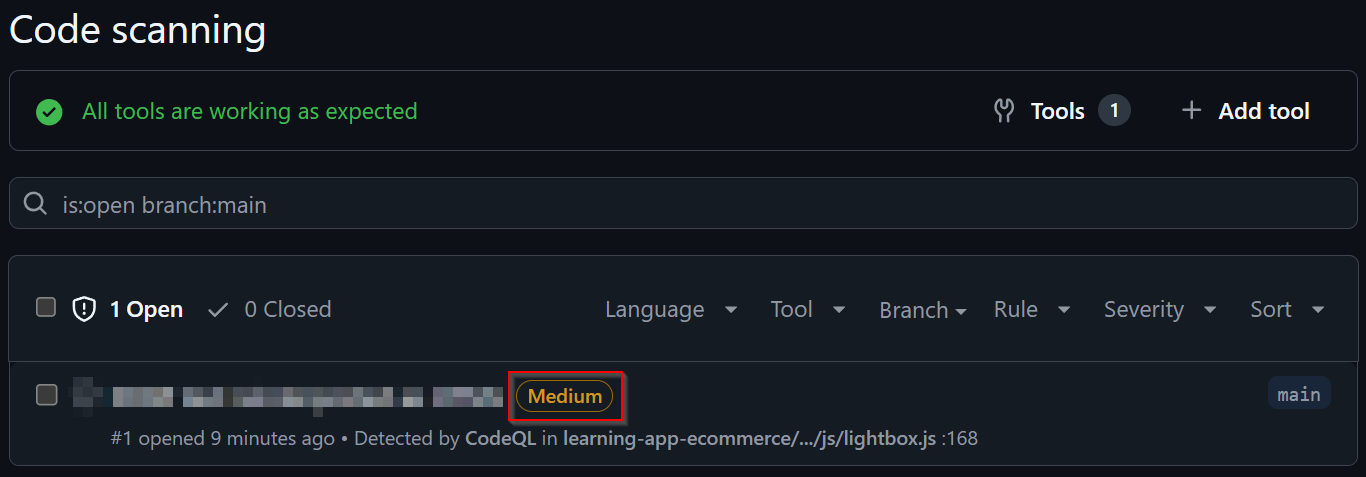 Code scanning
All tools are working as expected Tools 1 Add tool
is:open branch:main
1 Open 0 Closed Language Tool Branch Rule Severity Sort
Medium main
#1 opened 9 minutes ago • Detected by CodeQL in learning-app-ecommerce/.../js/lightbox.js :168